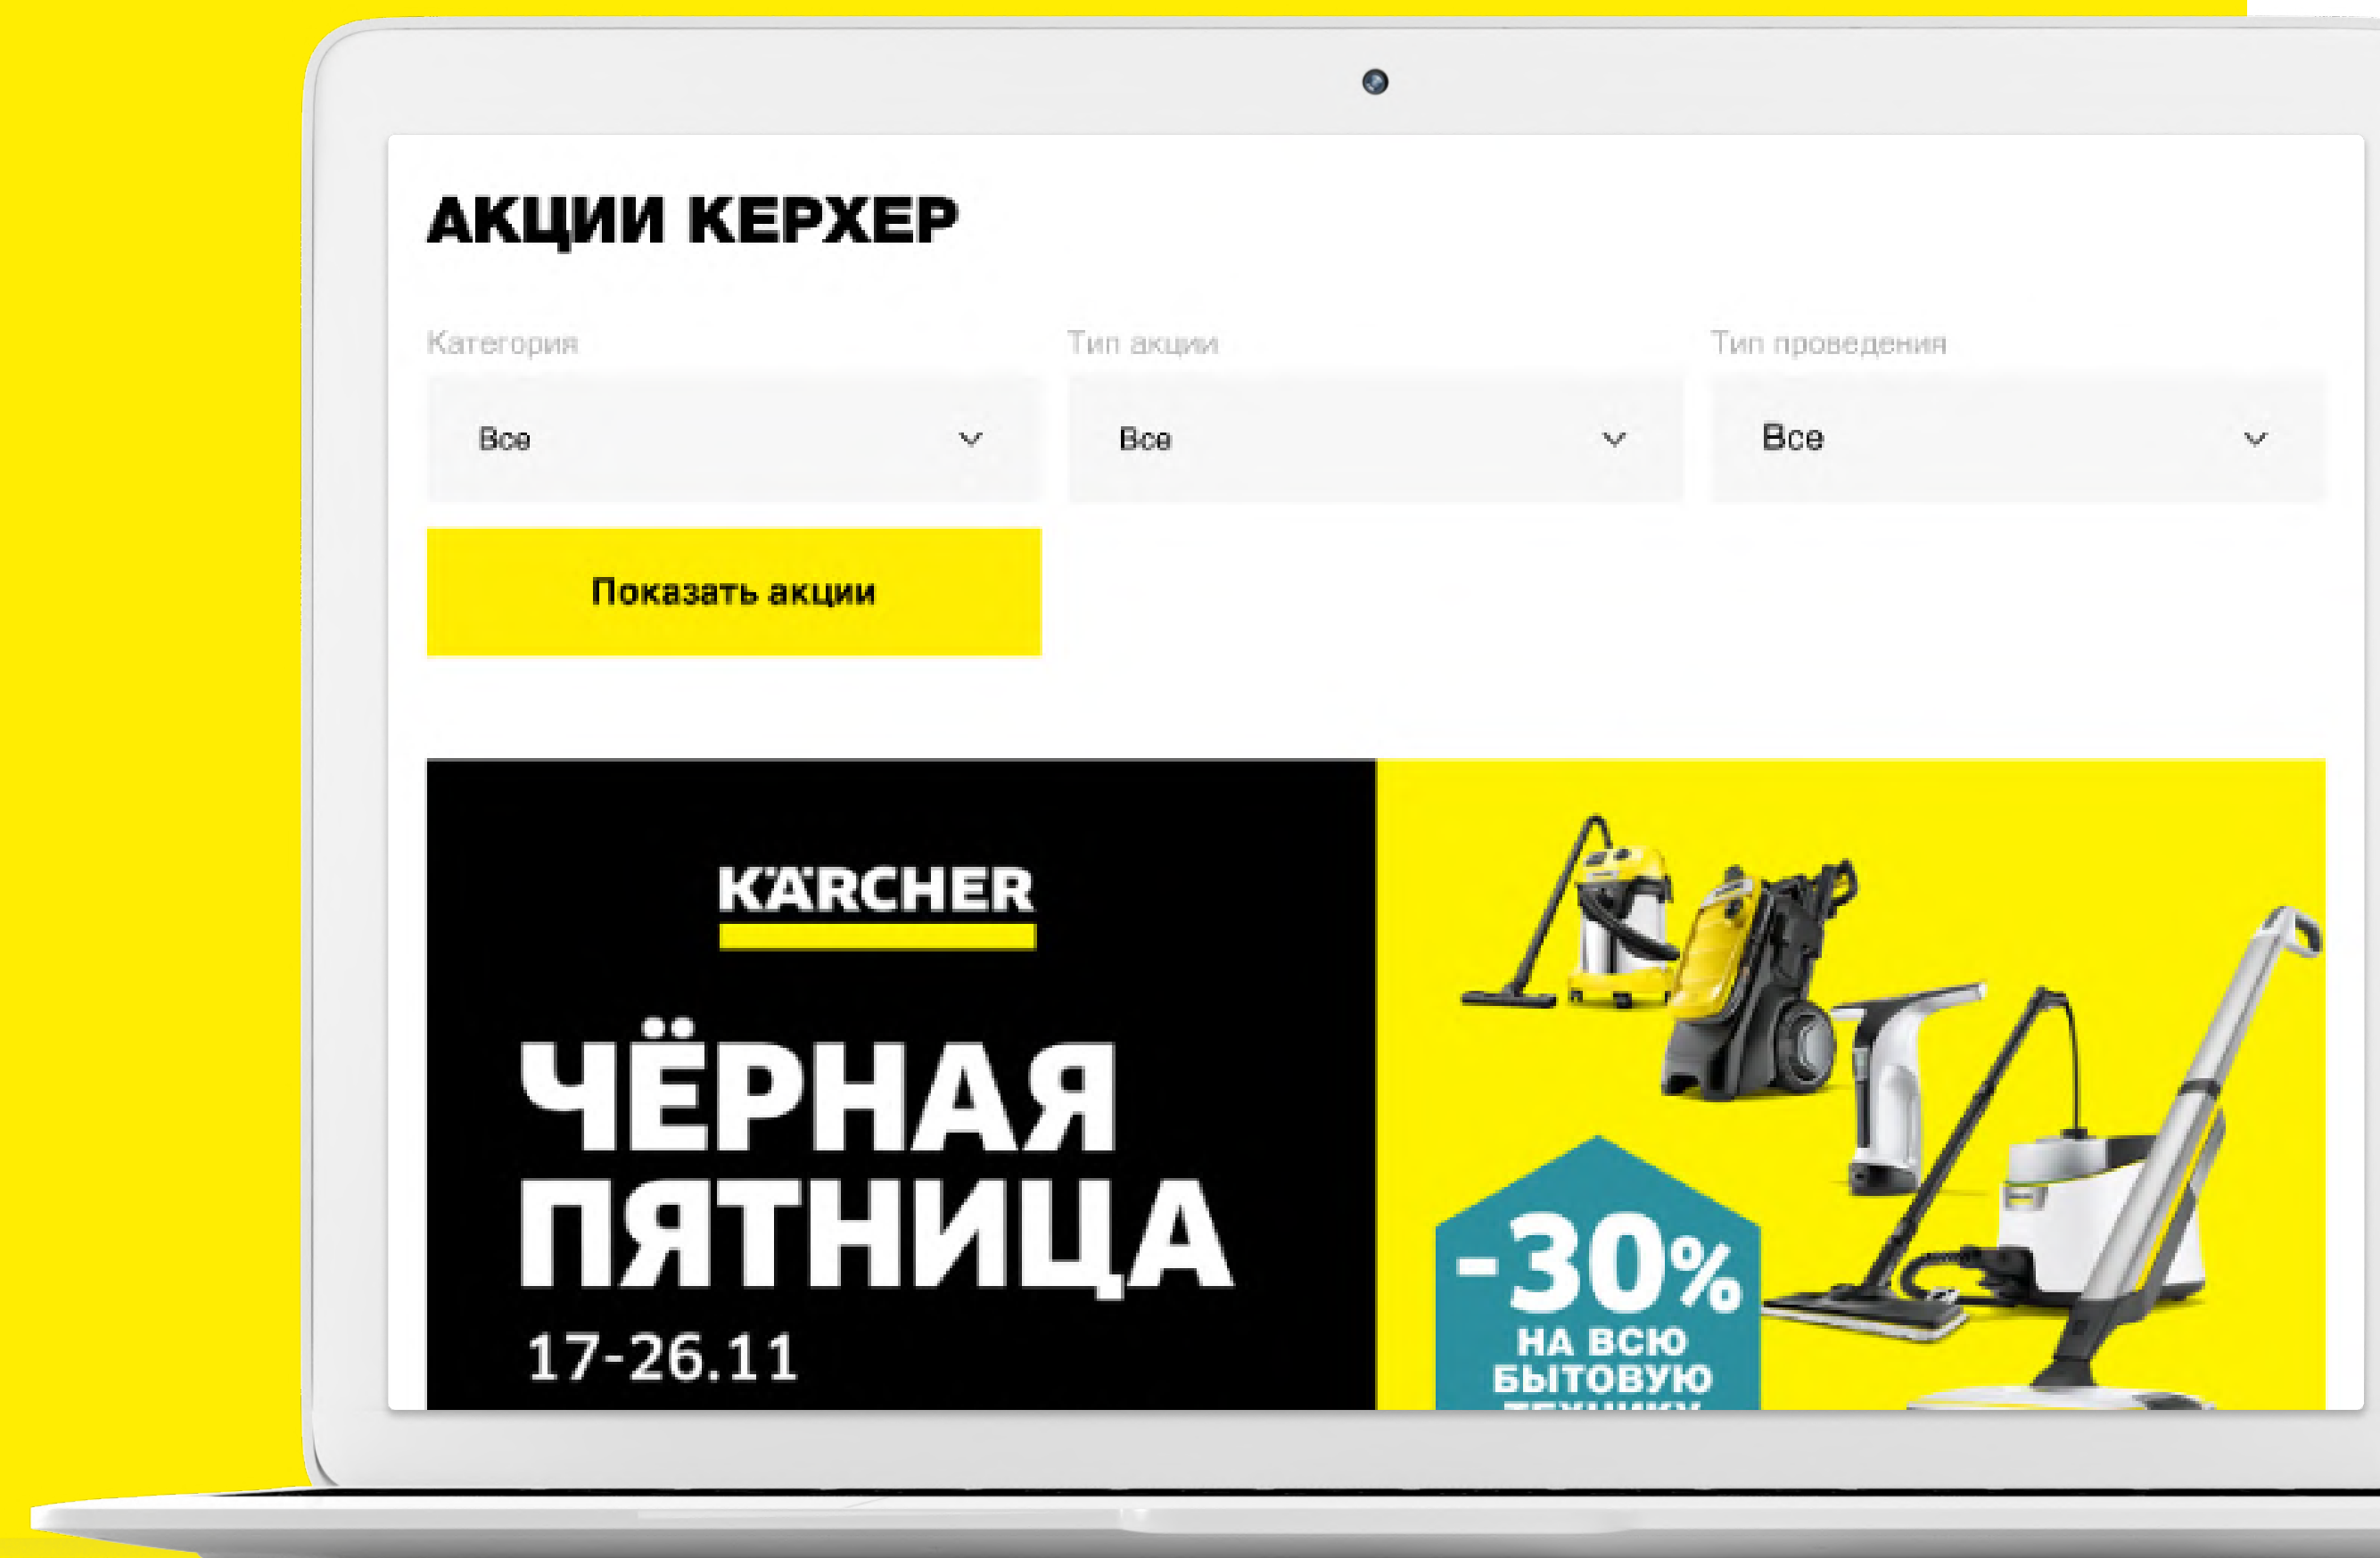 АКЦИИ КЕРХЕР
Категория
Тип акции
Тип проведения
Все
Все
Все
Показать акции
KÄRCHER
ЧЁРНАЯ
ПЯТНИЦА
17-26.11
-30%
НА ВСЮ
БЫТОВУЮ